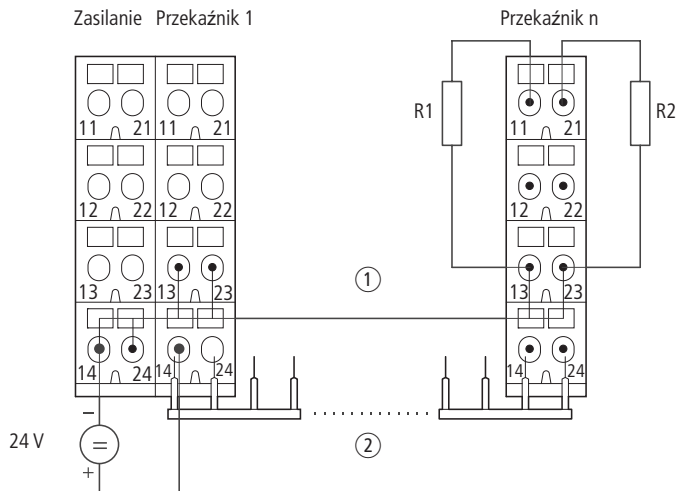 Zasilanie Przekaźnik 1 Przekaźnik n
R1 R2
11 21 11 21 11 21
12 22 12 22 12 22
13 23 13 23 13 23
①
14 24 14 24 14 24
−
24 V =
②
+